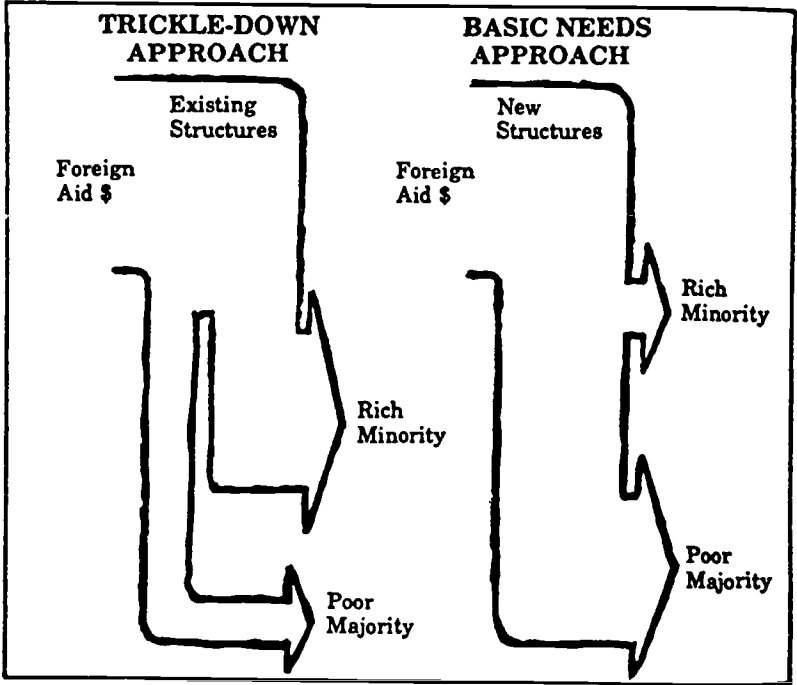 TRICKLE-DOWN
APPROACH
Existing
Structures
Foreign
Aid $
Rich
Minority
Poor
Majority
BASIC NEEDS
APPROACH
New
Structures
Foreign
Aid $
Rich
Minority
Poor
Majority